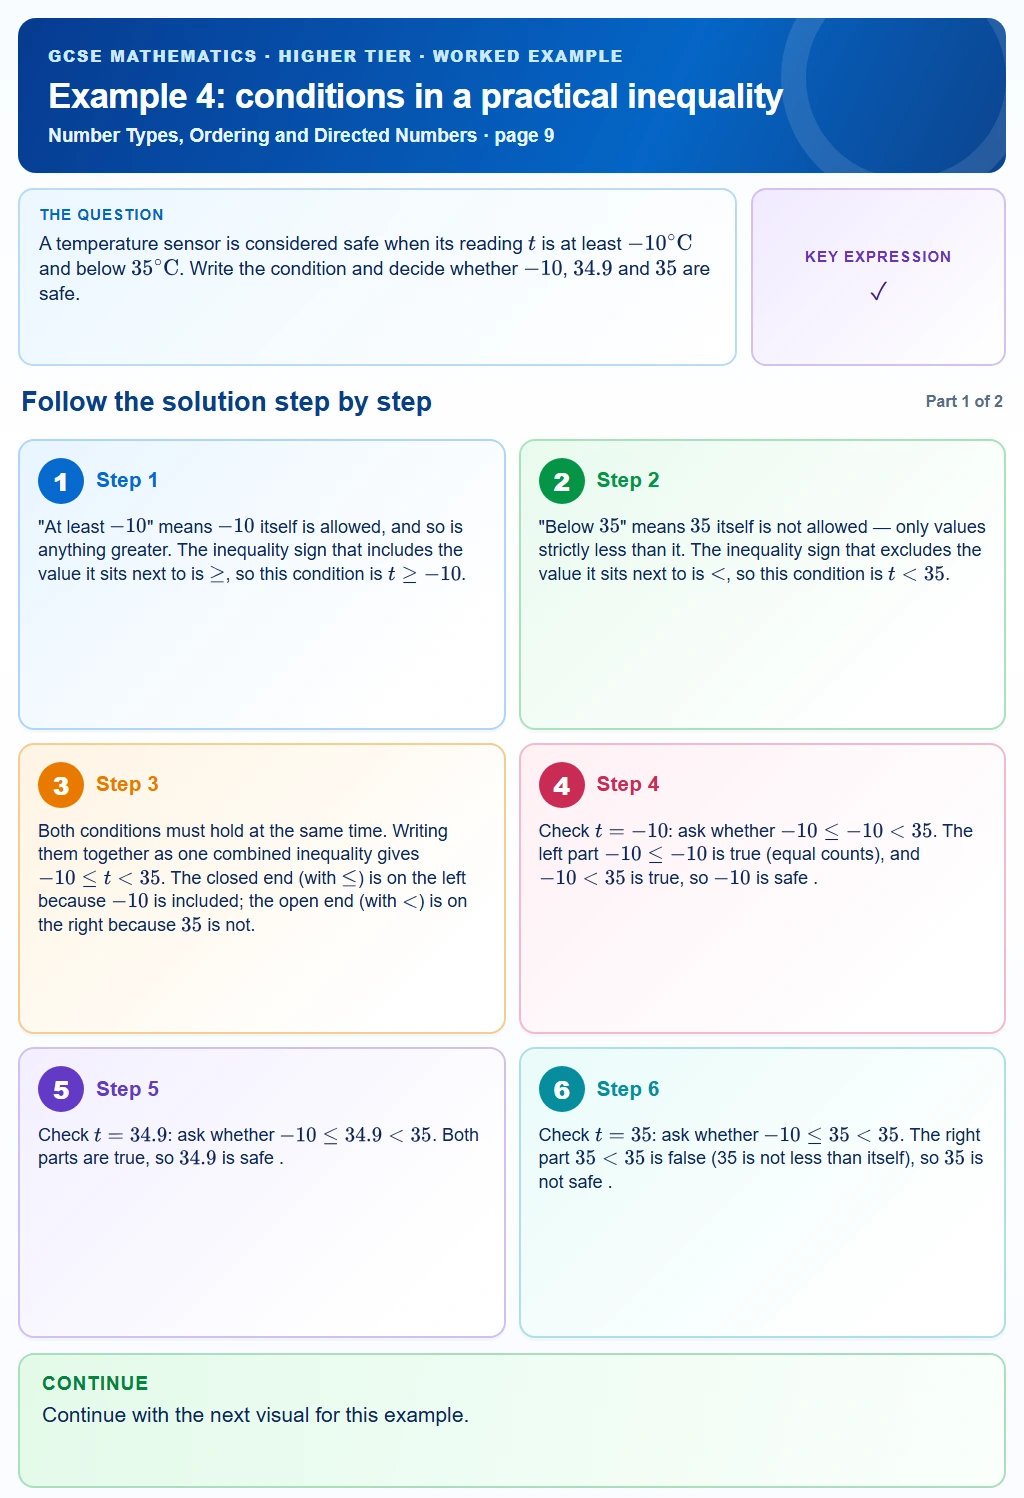 GCSE MATHEMATICS · HIGHER TIER · WORKED EXAMPLE
Example 4: conditions in a practical inequality
Number Types, Ordering and Directed Numbers · page 9
THE QUESTION
A temperature sensor is considered safe when its reading t is at least −10°C
and below 35°C. Write the condition and decide whether −10, 34.9 and 35 are
safe.
KEY EXPRESSION
✓
Follow the solution step by step
Part 1 of 2
1 Step 1
"At least −10" means −10 itself is allowed, and so is
anything greater. The inequality sign that includes the
value it sits next to is ≥, so this condition is t ≥ −10.
2 Step 2
"Below 35" means 35 itself is not allowed — only values
strictly less than it. The inequality sign that excludes the
value it sits next to is <, so this condition is t < 35.
3 Step 3
Both conditions must hold at the same time. Writing
them together as one combined inequality gives
−10 ≤ t < 35. The closed end (with ≤) is on the left
because −10 is included; the open end (with <) is on
the right because 35 is not.
4 Step 4
Check t = −10: ask whether −10 ≤ −10 < 35. The
left part −10 ≤ −10 is true (equal counts), and
−10 < 35 is true, so −10 is safe .
5 Step 5
Check t = 34.9: ask whether −10 ≤ 34.9 < 35. Both
parts are true, so 34.9 is safe .
6 Step 6
Check t = 35: ask whether −10 ≤ 35 < 35. The right
part 35 < 35 is false (35 is not less than itself), so 35 is
not safe .
CONTINUE
Continue with the next visual for this example.